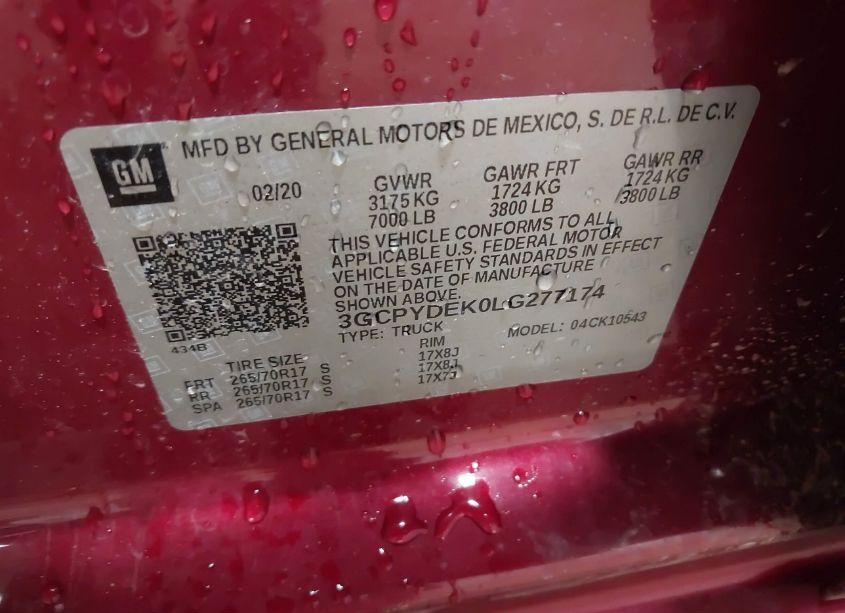 GM
MFD BY GENERAL MOTORS DE MEXICO, S. DE R.L. DE C.V.
02/20
GVWR
3175 KG
7000 LB
GAWR FRT
1724 KG
3800 LB
GAWR RR
1724 KG
3800 LB
THIS VEHICLE CONFORMS TO ALL
APPLICABLE U.S. FEDERAL MOTOR
VEHICLE SAFETY STANDARDS IN EFFECT
ON THE DATE OF MANUFACTURE
SHOWN ABOVE.
3GCPYDEK0LG277174
TYPE: TRUCK
MODEL: 04CK10543
434B
TIRE SIZE
RIM
FRT 265/70R17 S 17X8J
RR 265/70R17 S 17X8J
SPA 265/70R17 S 17X7J